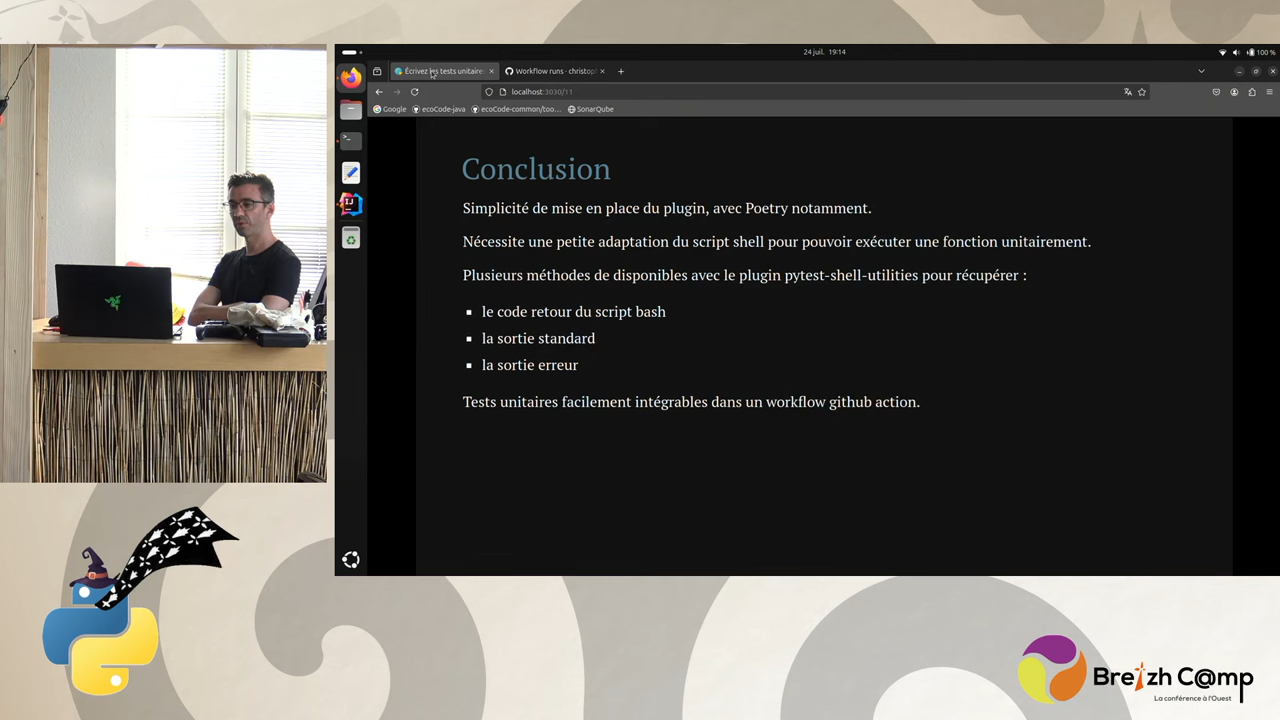 24 juil. 19:14
100 %
Écrivez les tests unitaire
Workflow runs · christop
localhost:3030/11
Google
ecoCode-java
ecoCode-common/too...
SonarQube
Conclusion
Simplicité de mise en place du plugin, avec Poetry notamment.
Nécessite une petite adaptation du script shell pour pouvoir exécuter une fonction unitairement.
Plusieurs méthodes de disponibles avec le plugin pytest-shell-utilities pour récupérer :
le code retour du script bash
la sortie standard
la sortie erreur
Tests unitaires facilement intégrables dans un workflow github action.
Breizh C@mp
La conférence à l'Ouest